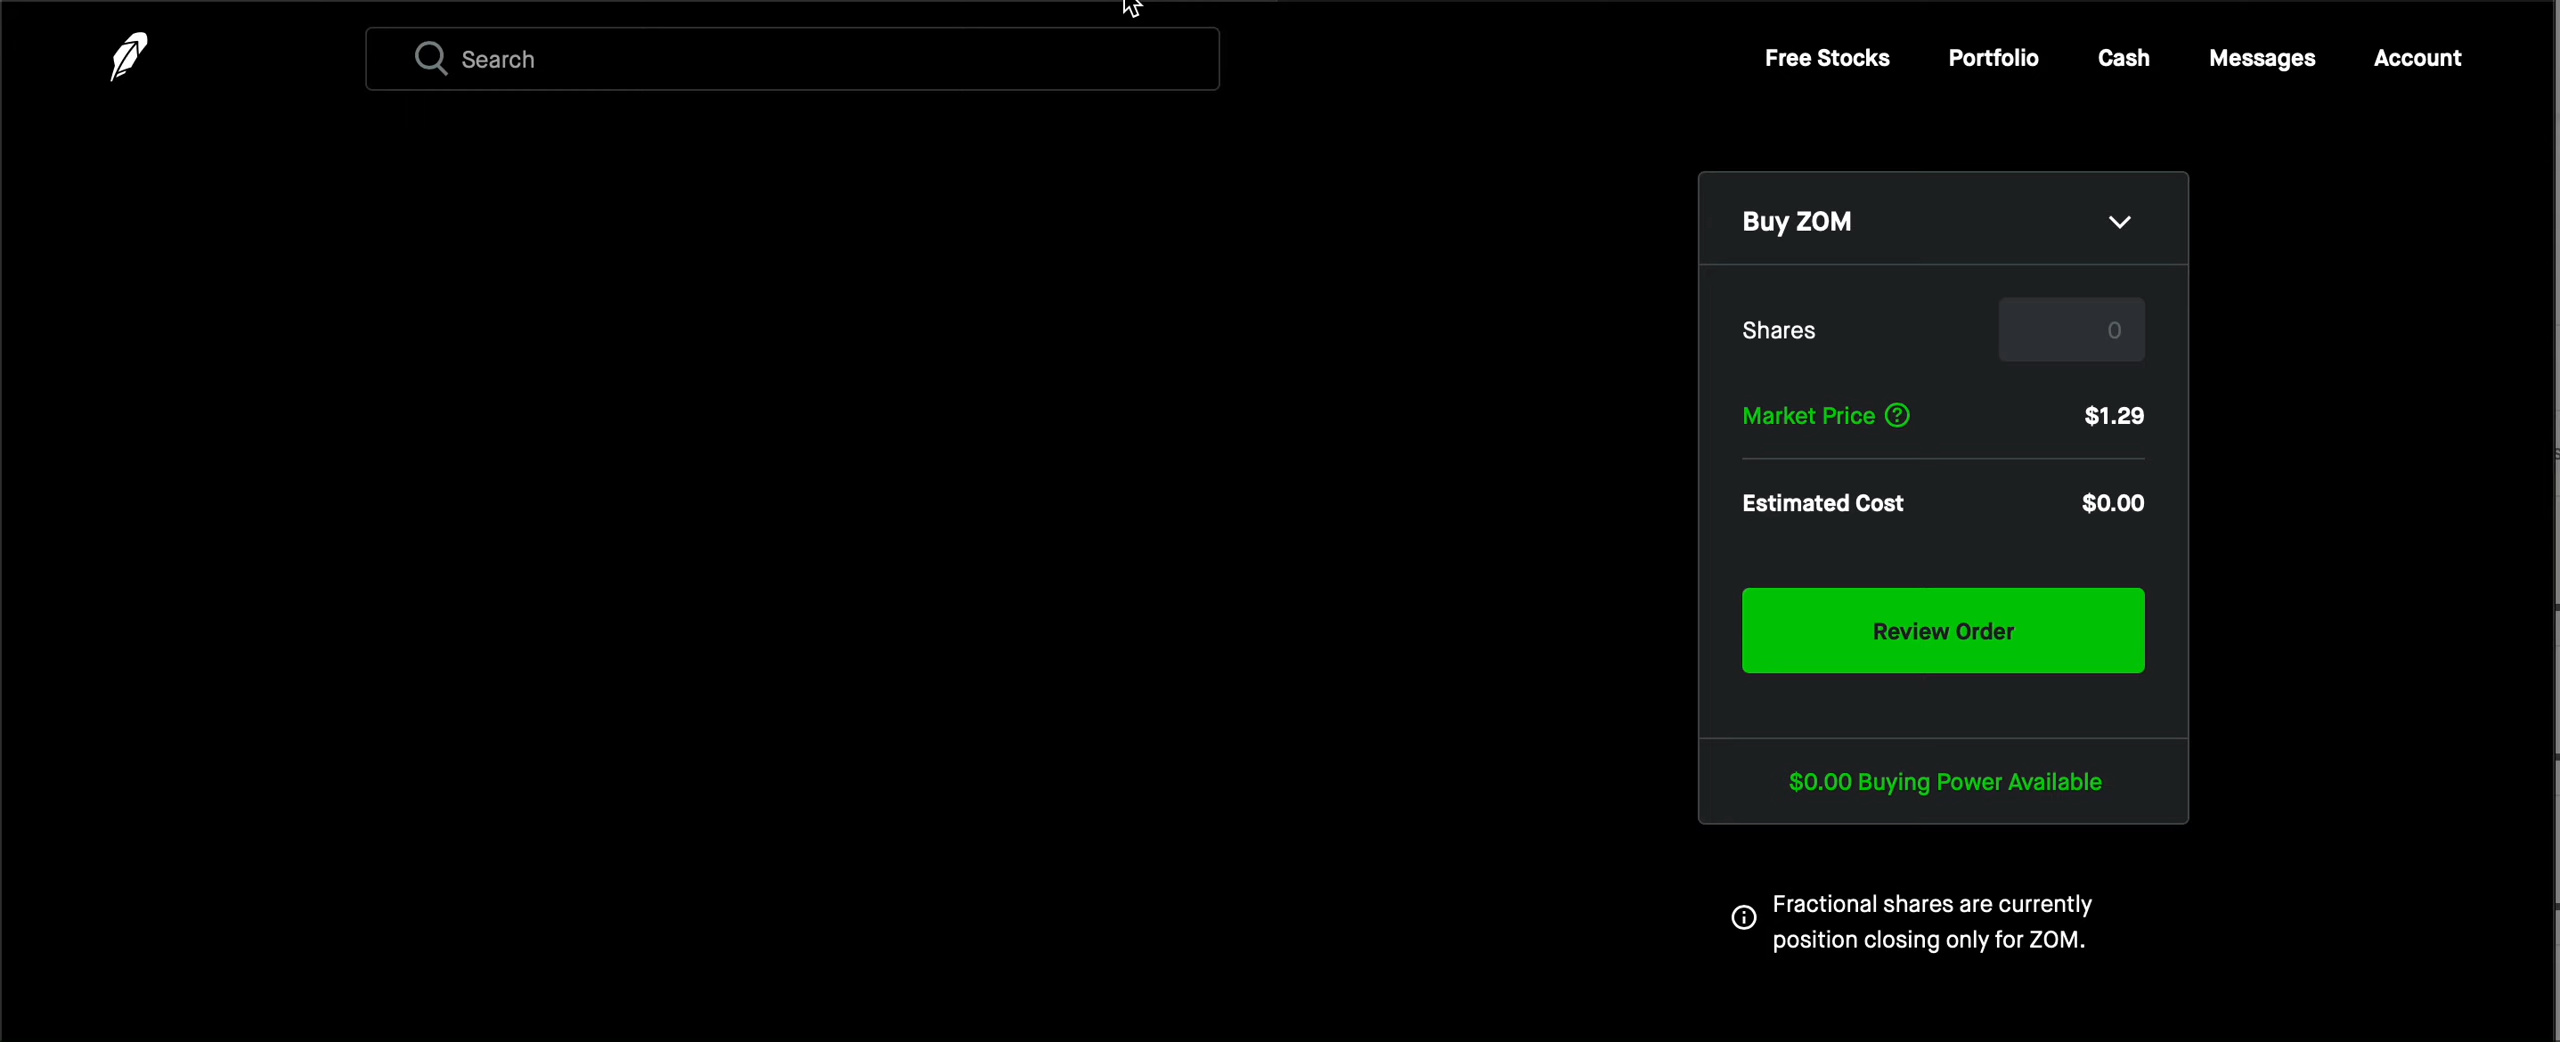 Search
Free Stocks Portfolio Cash Messages Account
Buy ZOM
Shares 0
Market Price $1.29
Estimated Cost $0.00
Review Order
$0.00 Buying Power Available
Fractional shares are currently
position closing only for ZOM.